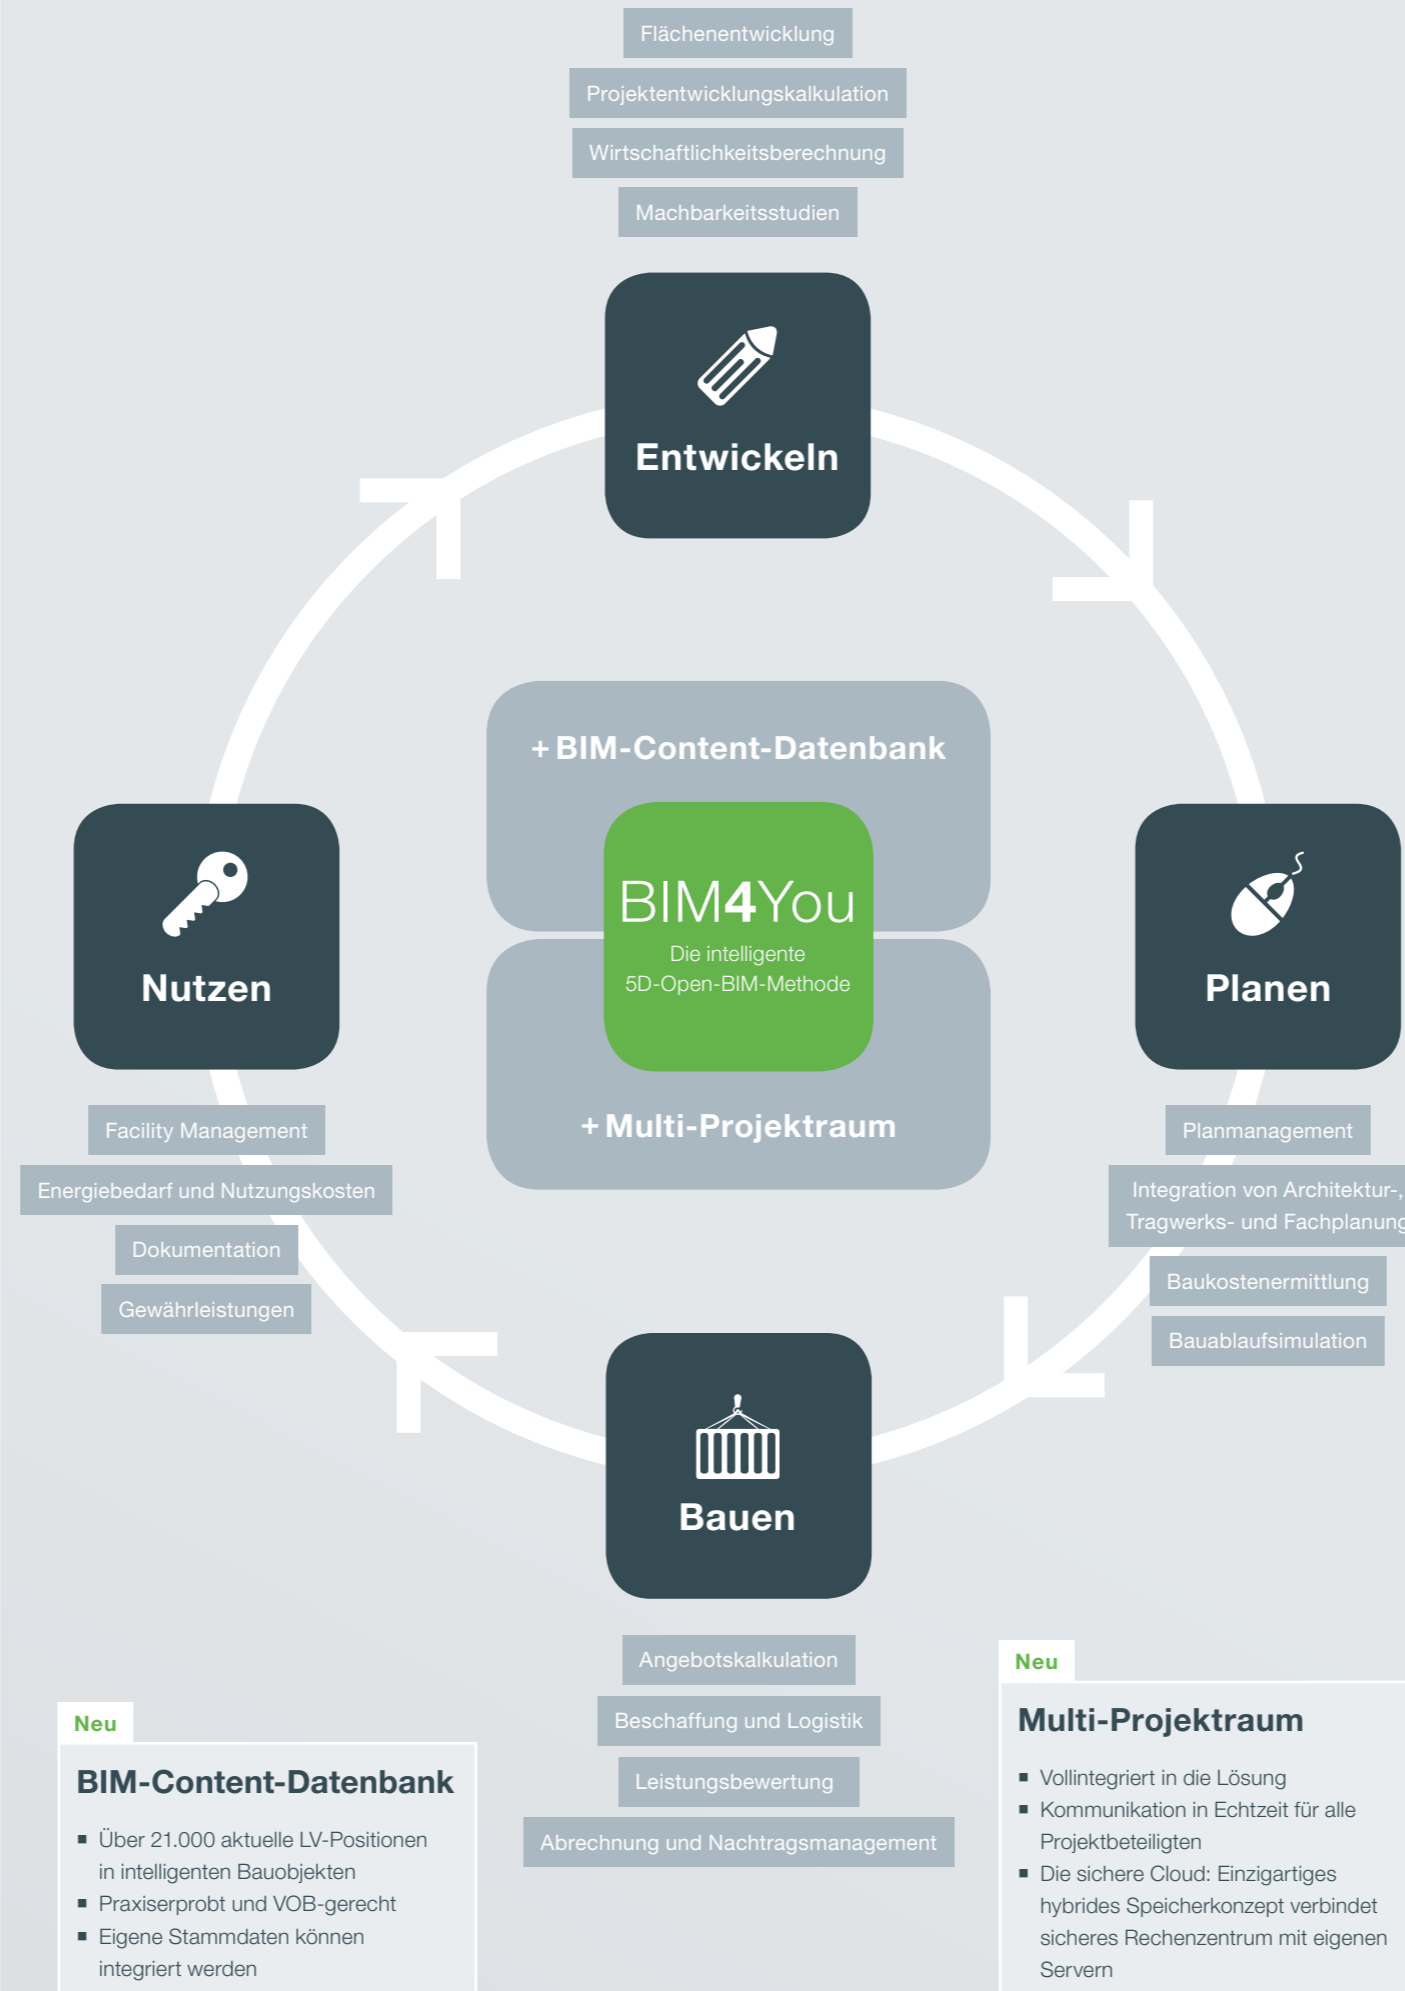 Flächenentwicklung
Projektentwicklungskalkulation
Wirtschaftlichkeitsberechnung
Machbarkeitsstudien
Entwickeln
+ BIM-Content-Datenbank
BIM4You
Die intelligente
5D-Open-BIM-Methode
+ Multi-Projektraum
Nutzen
Facility Management
Energiebedarf und Nutzungskosten
Dokumentation
Gewährleistungen
Planen
Planmanagement
Integration von Architektur-,
Tragwerks- und Fachplanung
Baukostenermittlung
Bauablaufsimulation
Bauen
Angebotskalkulation
Beschaffung und Logistik
Leistungsbewertung
Abrechnung und Nachtragsmanagement
Neu
BIM-Content-Datenbank
▪ Über 21.000 aktuelle LV-Positionen
in intelligenten Bauobjekten
▪ Praxiserprobt und VOB-gerecht
▪ Eigene Stammdaten können
integriert werden
Neu
Multi-Projektraum
▪ Vollintegriert in die Lösung
▪ Kommunikation in Echtzeit für alle
Projektbeteiligten
▪ Die sichere Cloud: Einzigartiges
hybrides Speicherkonzept verbindet
sicheres Rechenzentrum mit eigenen
Servern